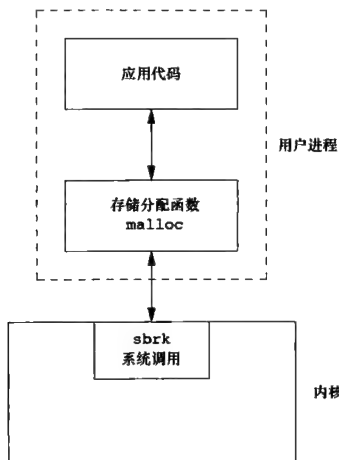 应用代码
用户进程
存储分配函数
malloc
sbrk
系统调用
内核